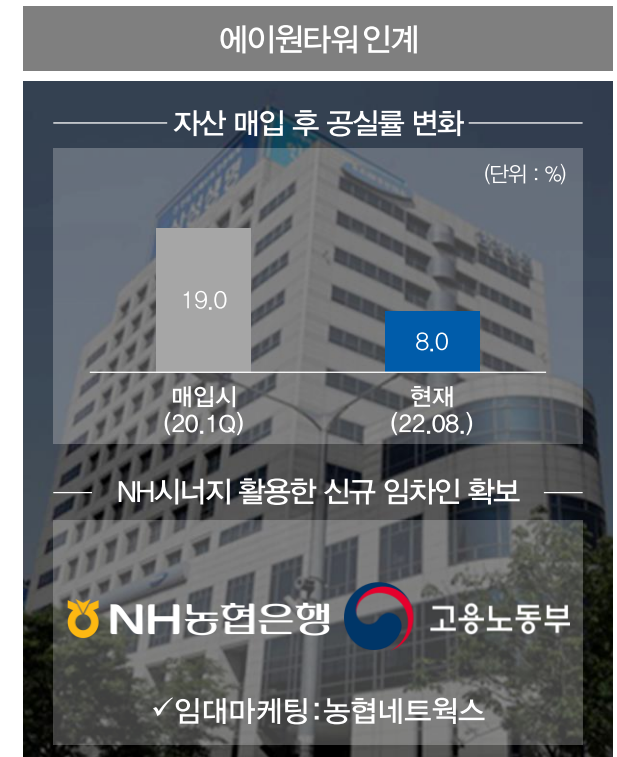 에이원타워 인계
자산 매입 후 공실률 변화
(단위 : %)
19.0
8.0
매입시
(20.1Q)
현재
(22.08.)
NH시너지 활용한 신규 임차인 확보
NH농협은행
고용노동부
✓임대마케팅:농협네트웍스